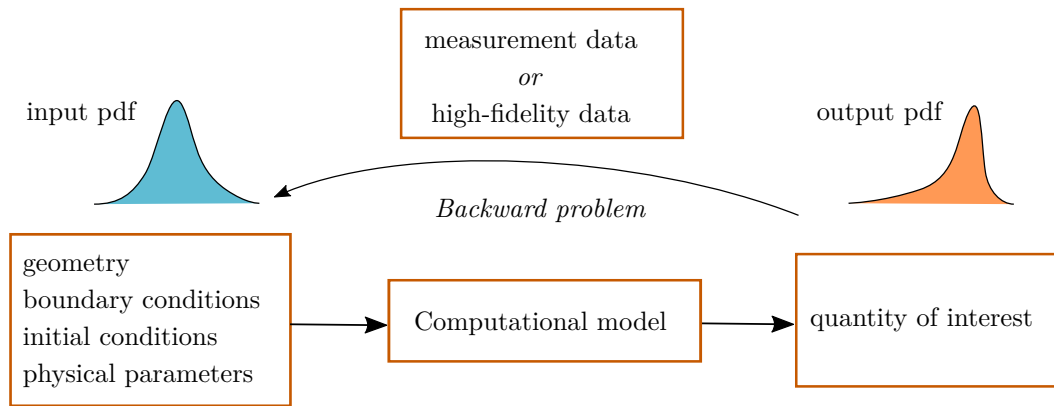 measurement data
or
high-fidelity data
input pdf
output pdf
Backward problem
geometry
boundary conditions
initial conditions
physical parameters
Computational model
quantity of interest